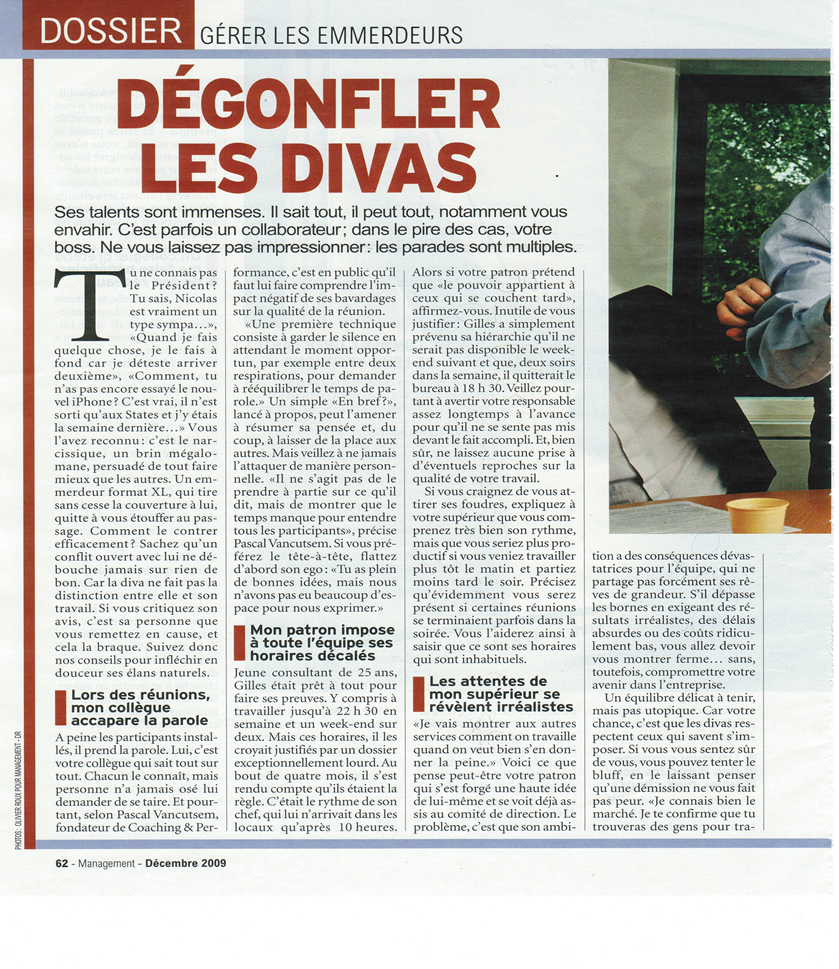 DOSSIER GÉRER LES EMMERDEURS
DÉGONFLER
LES DIVAS
Ses talents sont immenses. Il sait tout, il peut tout, notamment vous
envahir. C’est parfois un collaborateur; dans le pire des cas, votre
boss. Ne vous laissez pas impressionner: les parades sont multiples.
Tu ne connais pas
le Président?
Tu sais, Nicolas
est vraiment un
type sympa…»,
«Quand je fais
quelque chose, je le fais à
fond car je déteste arriver
deuxième», «Comment, tu
n’as pas encore essayé le nou-
vel iPhone? C’est vrai, il n’est
sorti qu’aux States et j’y étais
la semaine dernière…» Vous
l’avez reconnu: c’est le nar-
cissique, un brin mégalo-
mane, persuadé de tout faire
mieux que les autres. Un em-
merdeur format XL, qui tire
sans cesse la couverture à lui,
quitte à vous étouffer au pas-
sage. Comment le contrer
efficacement? Sachez qu’un
conflit ouvert avec lui ne dé-
bouche jamais sur rien de
bon. Car la diva ne fait pas la
distinction entre elle et son
travail. Si vous critiquez son
avis, c’est sa personne que
vous remettez en cause, et
cela la braque. Suivez donc
nos conseils pour infléchir en
douceur ses élans naturels.
Lors des réunions,
mon collègue
accapare la parole
A peine les participants instal-
lés, il prend la parole. Lui, c’est
votre collègue qui sait tout sur
tout. Chacun le connaît, mais
personne n’a jamais osé lui
demander de se taire. Et pour-
tant, selon Pascal Vancutsem,
fondateur de Coaching & Per-
formance, c’est en public qu’il
faut lui faire comprendre l’im-
pact négatif de ses bavardages
sur la qualité de la réunion.
«Une première technique
consiste à garder le silence en
attendant le moment oppor-
tun, par exemple entre deux
respirations, pour demander
à rééquilibrer le temps de pa-
role.» Un simple «En bref?»,
lancé à propos, peut l’amener
à résumer sa pensée et, du
coup, à laisser de la place aux
autres. Mais veillez à ne jamais
l’attaquer de manière person-
nelle. «Il ne s’agit pas de le
prendre à partie sur ce qu’il
dit, mais de montrer que le
temps manque pour entendre
tous les participants», précise
Pascal Vancutsem. Si vous pré-
férez le tête-à-tête, flattez
d’abord son ego: «Tu as plein
de bonnes idées, mais nous
n’avons pas eu beaucoup d’es-
pace pour nous exprimer.»
Mon patron impose
à toute l’équipe ses
horaires décalés
Jeune consultant de 25 ans,
Gilles était prêt à tout pour
faire ses preuves. Y compris à
travailler jusqu’à 22 h 30 en
semaine et un week-end sur
deux. Mais ces horaires, il les
croyait justifiés par un dossier
exceptionnellement lourd. Au
bout de quatre mois, il s’est
rendu compte qu’ils étaient la
règle. C’était le rythme de son
chef, qui lui n’arrivait dans les
locaux qu’après 10 heures.
Alors si votre patron prétend
que «le pouvoir appartient à
ceux qui se couchent tard»,
affirmez-vous. Inutile de vous
justifier: Gilles a simplement
prévenu sa hiérarchie qu’il ne
serait pas disponible le week-
end suivant et que, deux soirs
dans la semaine, il quitterait le
bureau à 18 h 30. Veillez pour-
tant à avertir votre responsable
assez longtemps à l’avance
pour qu’il ne se sente pas mis
devant le fait accompli. Et, bien
sûr, ne laissez aucune prise à
d’éventuels reproches sur la
qualité de votre travail.
Si vous craignez de vous at-
tirer ses foudres, expliquez à
votre supérieur que vous com-
prenez très bien son rythme,
mais que vous seriez plus pro-
ductif si vous veniez travailler
plus tôt le matin et partiez
moins tard le soir. Précisez
qu’évidemment vous serez
présent si certaines réunions
se terminaient parfois dans la
soirée. Vous l’aiderez ainsi à
saisir que ce sont ses horaires
qui sont inhabituels.
Les attentes de
mon supérieur se
révèlent irréalistes
«Je vais montrer aux autres
services comment on travaille
quand on veut bien s’en don-
ner la peine.» Voici ce que
pense peut-être votre patron
qui s’est forgé une haute idée
de lui-même et se voit déjà as-
sis au comité de direction. Le
problème, c’est que son ambi-
tion a des conséquences dévas-
tatrices pour l’équipe, qui ne
partage pas forcément ses rê-
ves de grandeur. S’il dépasse
les bornes en exigeant des ré-
sultats irréalistes, des délais
absurdes ou des coûts ridicu-
lement bas, vous allez devoir
vous montrer ferme… sans,
toutefois, compromettre votre
avenir dans l’entreprise.
Un équilibre délicat à tenir,
mais pas utopique. Car votre
chance, c’est que les divas res-
pectent ceux qui savent s’im-
poser. Si vous vous sentez sûr
de vous, vous pouvez tenter le
bluff, en le laissant penser
qu’une démission ne vous fait
pas peur. «Je connais bien le
marché. Je te confirme que tu
trouveras des gens pour tra-
PHOTOS : OLIVIER ROUX POUR MANAGEMENT - DR
62 - Management - Décembre 2009